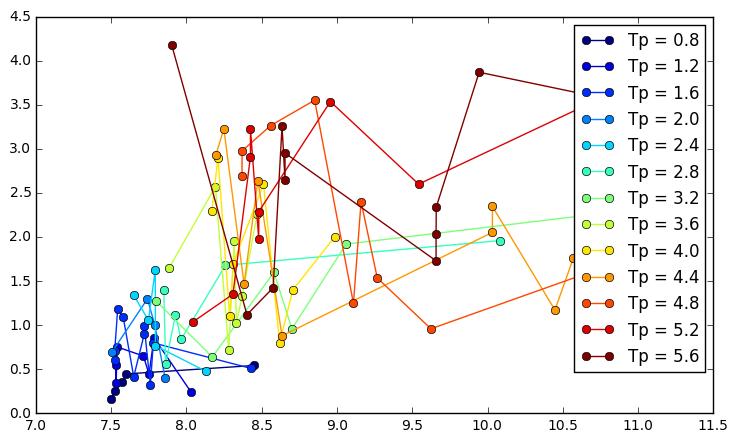 4.5
4.0
3.5
3.0
2.5
2.0
1.5
1.0
0.5
0.0
7.0 7.5 8.0 8.5 9.0 9.5 10.0 10.5 11.0 11.5
Tp = 0.8
Tp = 1.2
Tp = 1.6
Tp = 2.0
Tp = 2.4
Tp = 2.8
Tp = 3.2
Tp = 3.6
Tp = 4.0
Tp = 4.4
Tp = 4.8
Tp = 5.2
Tp = 5.6